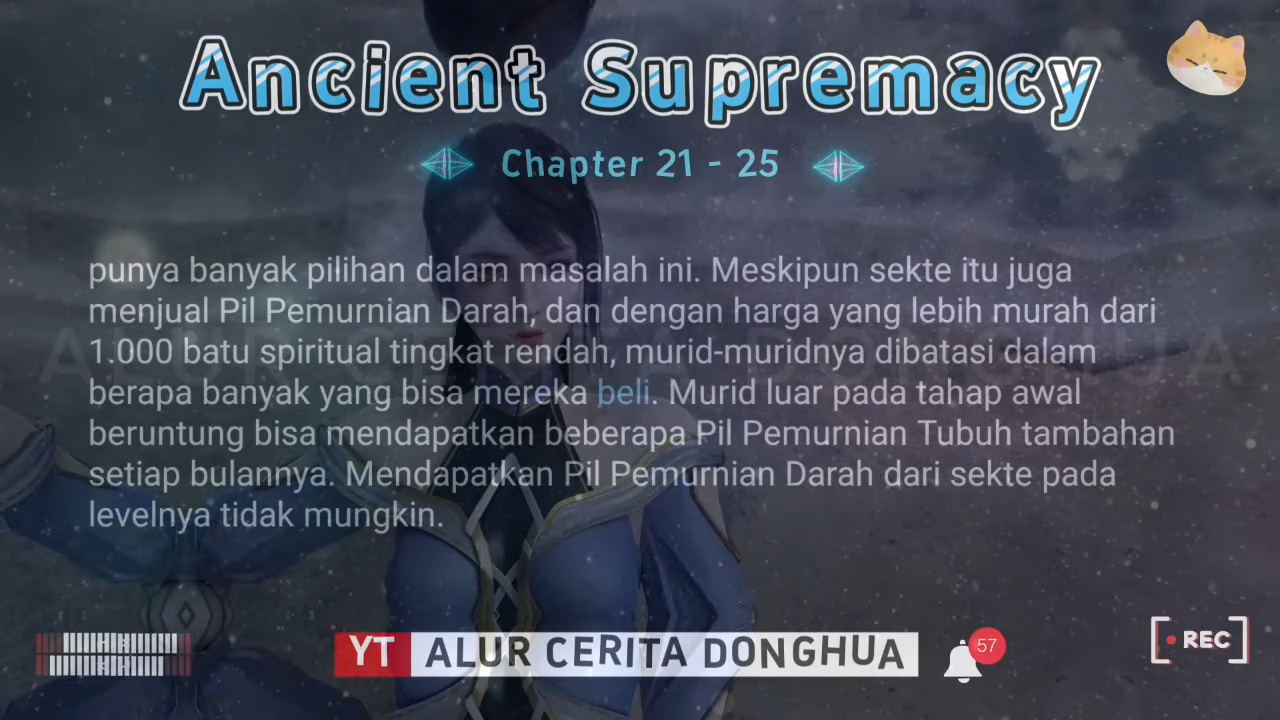 Ancient Supremacy
Chapter 21 - 25
punya banyak pilihan dalam masalah ini. Meskipun sekte itu juga
menjual Pil Pemurnian Darah, dan dengan harga yang lebih murah dari
1.000 batu spiritual tingkat rendah, murid-muridnya dibatasi dalam
berapa banyak yang bisa mereka beli. Murid luar pada tahap awal
beruntung bisa mendapatkan beberapa Pil Pemurnian Tubuh tambahan
setiap bulannya. Mendapatkan Pil Pemurnian Darah dari sekte pada
levelnya tidak mungkin.
ALUR CERITA DONGHUA
YT ALUR CERITA DONGHUA
57
REC